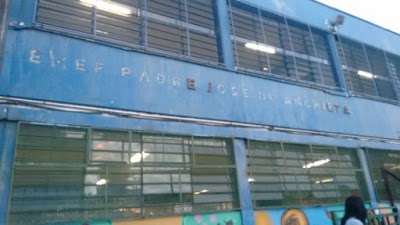 EMEF PADRE JOSE DE ANCHIETA